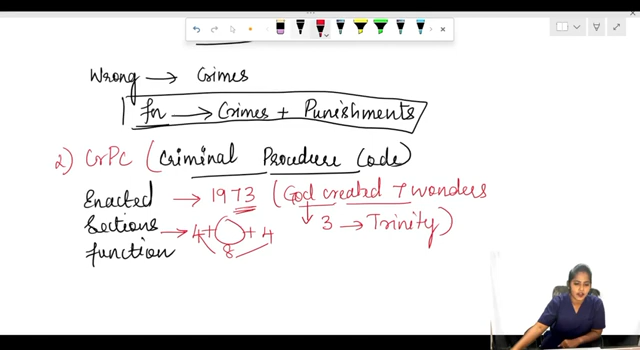 Wrong → Crimes
fn → Crimes + Punishments
2) CrPC (Criminal Procedure Code)
Enacted → 1973 (God created 7 wonders
Sections → 4+○+4 3 → Trinity)
8
function